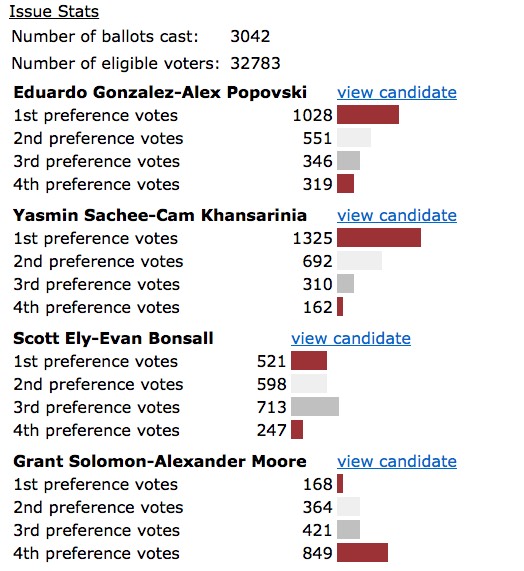 Issue Stats
Number of ballots cast: 3042
Number of eligible voters: 32783
Eduardo Gonzalez-Alex Popovski view candidate
1st preference votes 1028
2nd preference votes 551
3rd preference votes 346
4th preference votes 319
Yasmin Sachee-Cam Khansarinia view candidate
1st preference votes 1325
2nd preference votes 692
3rd preference votes 310
4th preference votes 162
Scott Ely-Evan Bonsall view candidate
1st preference votes 521
2nd preference votes 598
3rd preference votes 713
4th preference votes 247
Grant Solomon-Alexander Moore view candidate
1st preference votes 168
2nd preference votes 364
3rd preference votes 421
4th preference votes 849